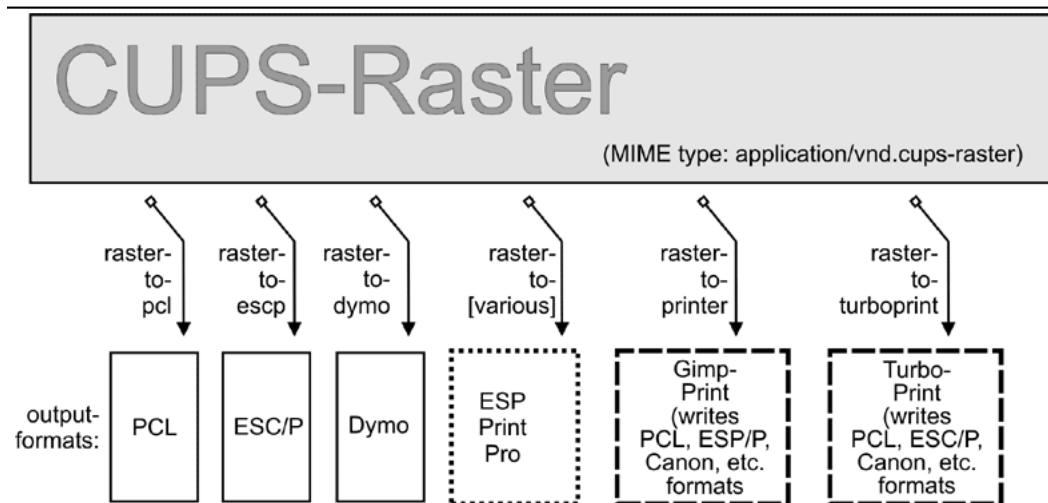 CUPS-Raster
(MIME type: application/vnd.cups-raster)
raster-
to-
pcl
raster-
to-
escp
raster-
to-
dymo
raster-
to-
[various]
raster-
to-
printer
raster-
to-
turboprint
output-
formats:
PCL
ESC/P
Dymo
ESP
Print
Pro
Gimp-
Print
(writes
PCL, ESP/P,
Canon, etc.
formats
Turbo-
Print
(writes
PCL, ESC/P,
Canon, etc.
formats